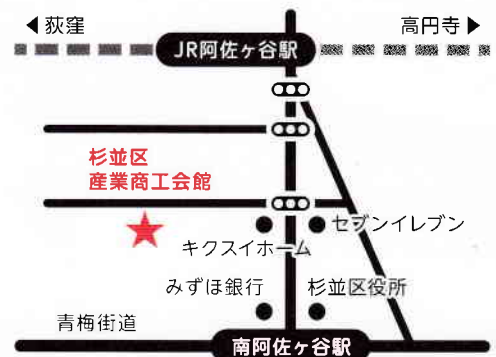 ◀荻窪
高円寺▶
JR阿佐ヶ谷駅
杉並区
産業商工会館
セブンイレブン
キクスイホーム
みずほ銀行
杉並区役所
青梅街道
南阿佐ヶ谷駅